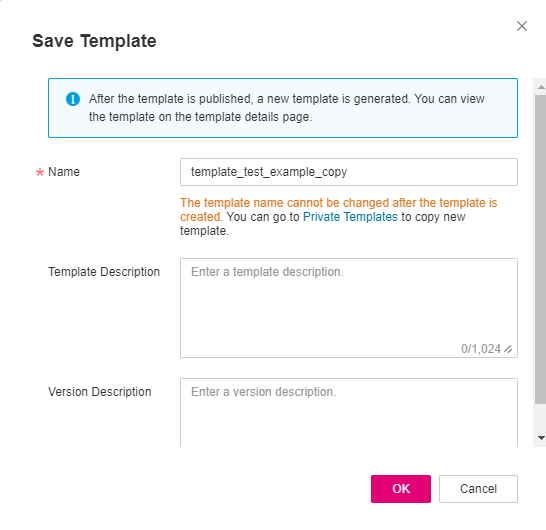 Save Template
After the template is published, a new template is generated. You can view
the template on the template details page.
* Name
template_test_example_copy
The template name cannot be changed after the template is
created. You can go to Private Templates to copy new
template.
Template Description
Enter a template description.
0/1,024
Version Description
Enter a version description.
OK
Cancel